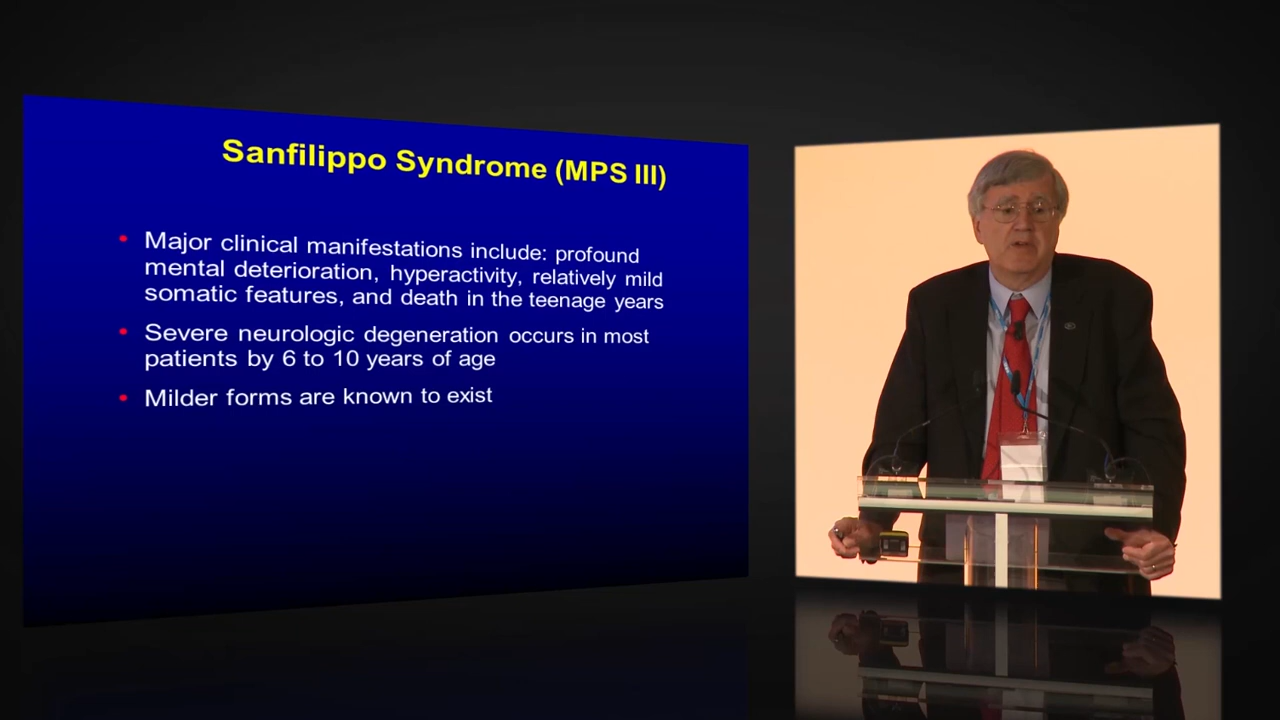 Sanfilippo Syndrome (MPS III)
• Major clinical manifestations include: profound
mental deterioration, hyperactivity, relatively mild
somatic features, and death in the teenage years
• Severe neurologic degeneration occurs in most
patients by 6 to 10 years of age
• Milder forms are known to exist